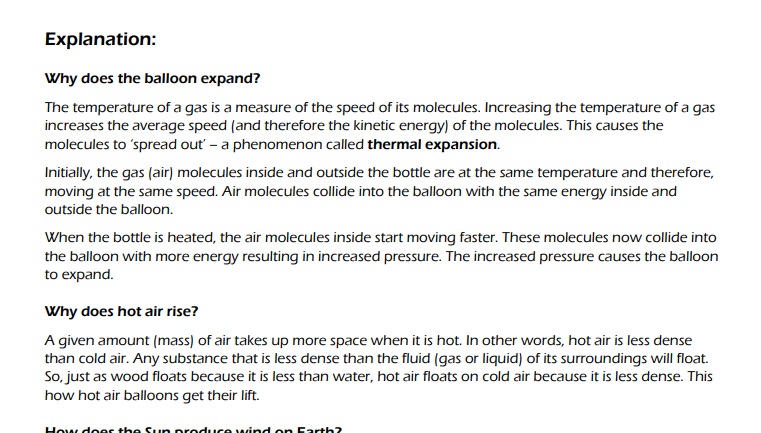 Explanation:
Why does the balloon expand?
The temperature of a gas is a measure of the speed of its molecules. Increasing the temperature of a gas
increases the average speed (and therefore the kinetic energy) of the molecules. This causes the
molecules to ‘spread out’ – a phenomenon called thermal expansion.
Initially, the gas (air) molecules inside and outside the bottle are at the same temperature and therefore,
moving at the same speed. Air molecules collide into the balloon with the same energy inside and
outside the balloon.
When the bottle is heated, the air molecules inside start moving faster. These molecules now collide into
the balloon with more energy resulting in increased pressure. The increased pressure causes the balloon
to expand.
Why does hot air rise?
A given amount (mass) of air takes up more space when it is hot. In other words, hot air is less dense
than cold air. Any substance that is less dense than the fluid (gas or liquid) of its surroundings will float.
So, just as wood floats because it is less than water, hot air floats on cold air because it is less dense. This
how hot air balloons get their lift.
How does the Sun produce wind on Earth?